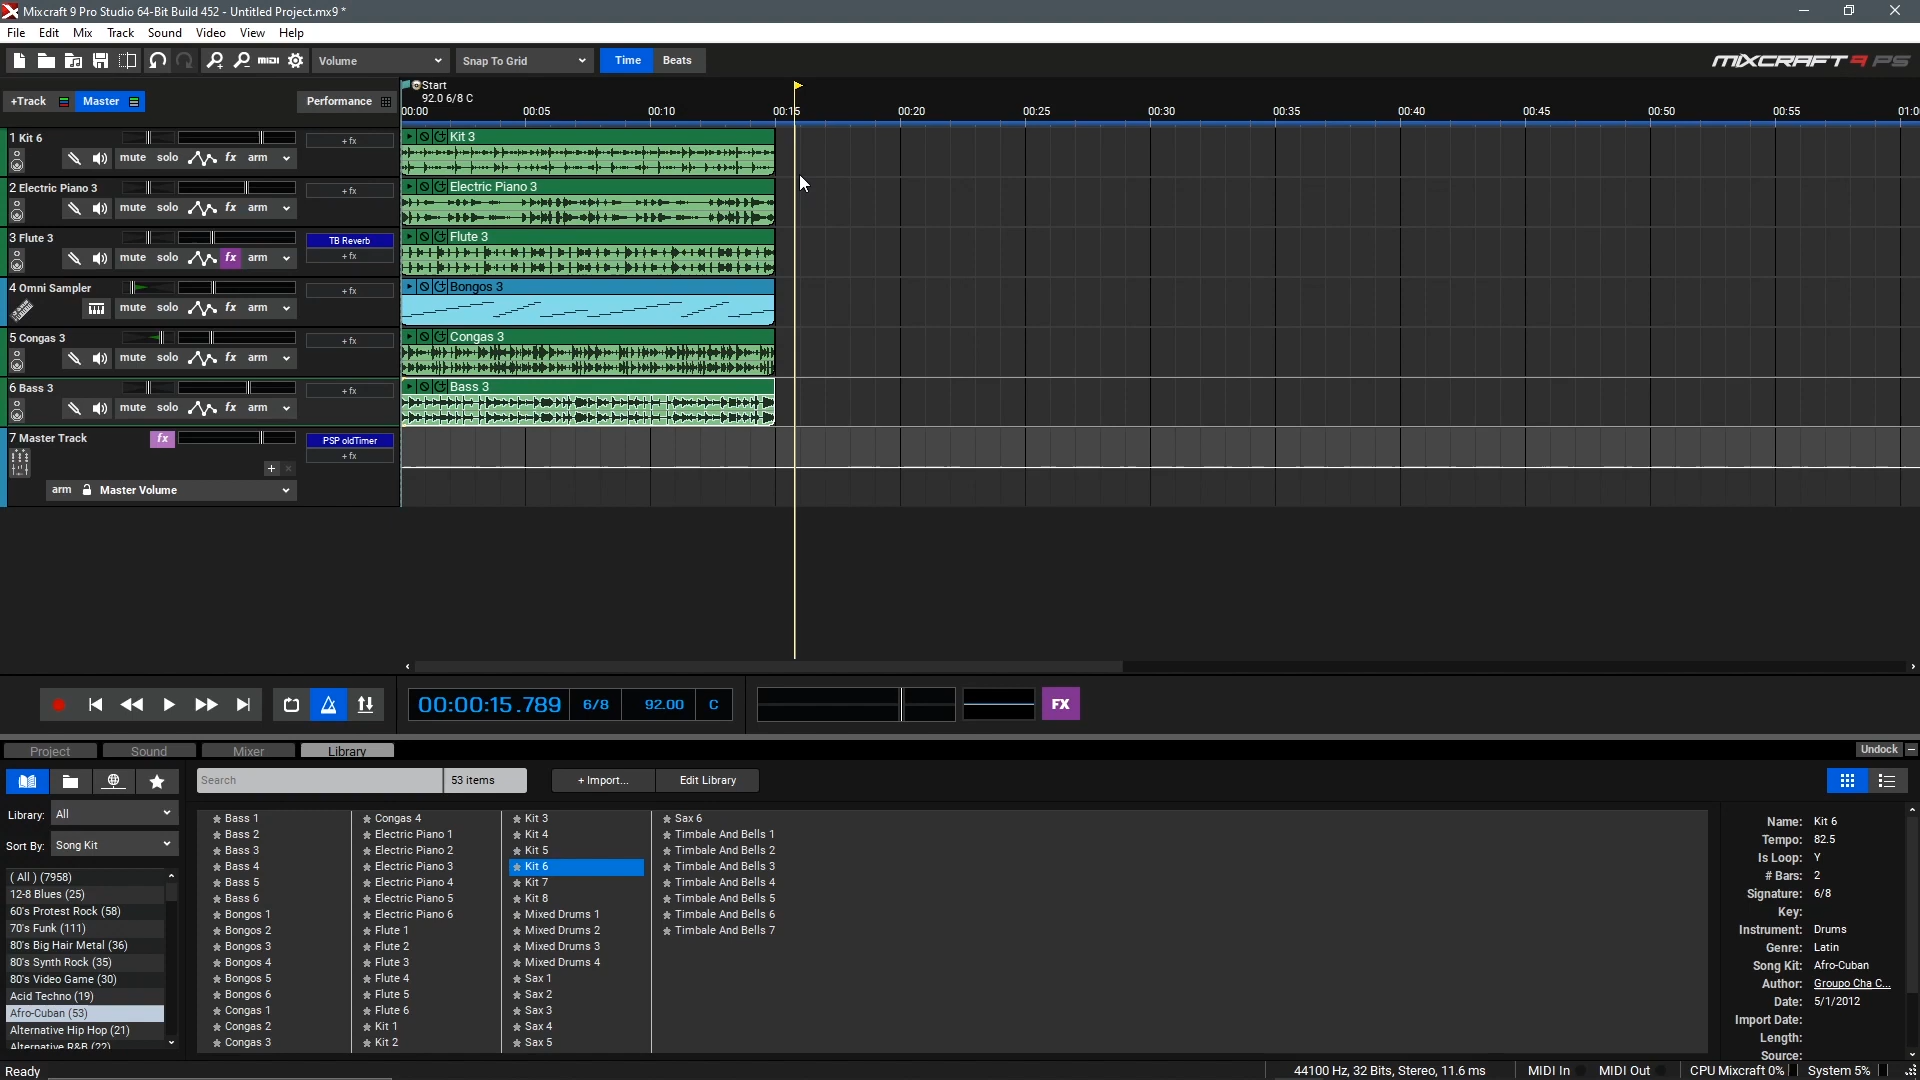 Mixcraft 9 Pro Studio 64-Bit Build 452 - Untitled Project.mx9 *
File Edit Mix Track Sound Video View Help
MIDI Volume Snap To Grid Time Beats MIXCRAFT 9 PS
+Track Master Performance
Start
92.0 6/8 C
00:00 00:05 00:10 00:15 00:20 00:25 00:30 00:35 00:40 00:45 00:50 00:55 01:0
1 Kit 6 + fx Kit 3
mute solo fx arm
2 Electric Piano 3 + fx Electric Piano 3
mute solo fx arm
3 Flute 3 TB Reverb Flute 3
mute solo fx arm + fx
4 Omni Sampler + fx Bongos 3
mute solo fx arm
5 Congas 3 + fx Congas 3
mute solo fx arm
6 Bass 3 + fx Bass 3
mute solo fx arm
7 Master Track fx PSP oldTimer
+ fx
arm Master Volume
00:00:15.789 6/8 92.00 C FX
Project Sound Mixer Library Undock
Search 53 items + Import... Edit Library
Library: All
Sort By: Song Kit
( All ) (7958)
12-8 Blues (25)
60's Protest Rock (58)
70's Funk (111)
80's Big Hair Metal (36)
80's Synth Rock (35)
80's Video Game (30)
Acid Techno (19)
Afro-Cuban (53)
Alternative Hip Hop (21)
Alternative R&B (22)
Bass 1
Bass 2
Bass 3
Bass 4
Bass 5
Bass 6
Bongos 1
Bongos 2
Bongos 3
Bongos 4
Bongos 5
Bongos 6
Congas 1
Congas 2
Congas 3
Congas 4
Electric Piano 1
Electric Piano 2
Electric Piano 3
Electric Piano 4
Electric Piano 5
Electric Piano 6
Flute 1
Flute 2
Flute 3
Flute 4
Flute 5
Flute 6
Kit 1
Kit 2
Kit 3
Kit 4
Kit 5
Kit 6
Kit 7
Kit 8
Mixed Drums 1
Mixed Drums 2
Mixed Drums 3
Mixed Drums 4
Sax 1
Sax 2
Sax 3
Sax 4
Sax 5
Sax 6
Timbale And Bells 1
Timbale And Bells 2
Timbale And Bells 3
Timbale And Bells 4
Timbale And Bells 5
Timbale And Bells 6
Timbale And Bells 7
Name: Kit 6
Tempo: 82.5
Is Loop: Y
# Bars: 2
Signature: 6/8
Key:
Instrument: Drums
Genre: Latin
Song Kit: Afro-Cuban
Author: Groupo Cha C...
Date: 5/1/2012
Import Date:
Length:
Source:
Ready 44100 Hz, 32 Bits, Stereo, 11.6 ms MIDI In MIDI Out CPU Mixcraft 0% System 5%